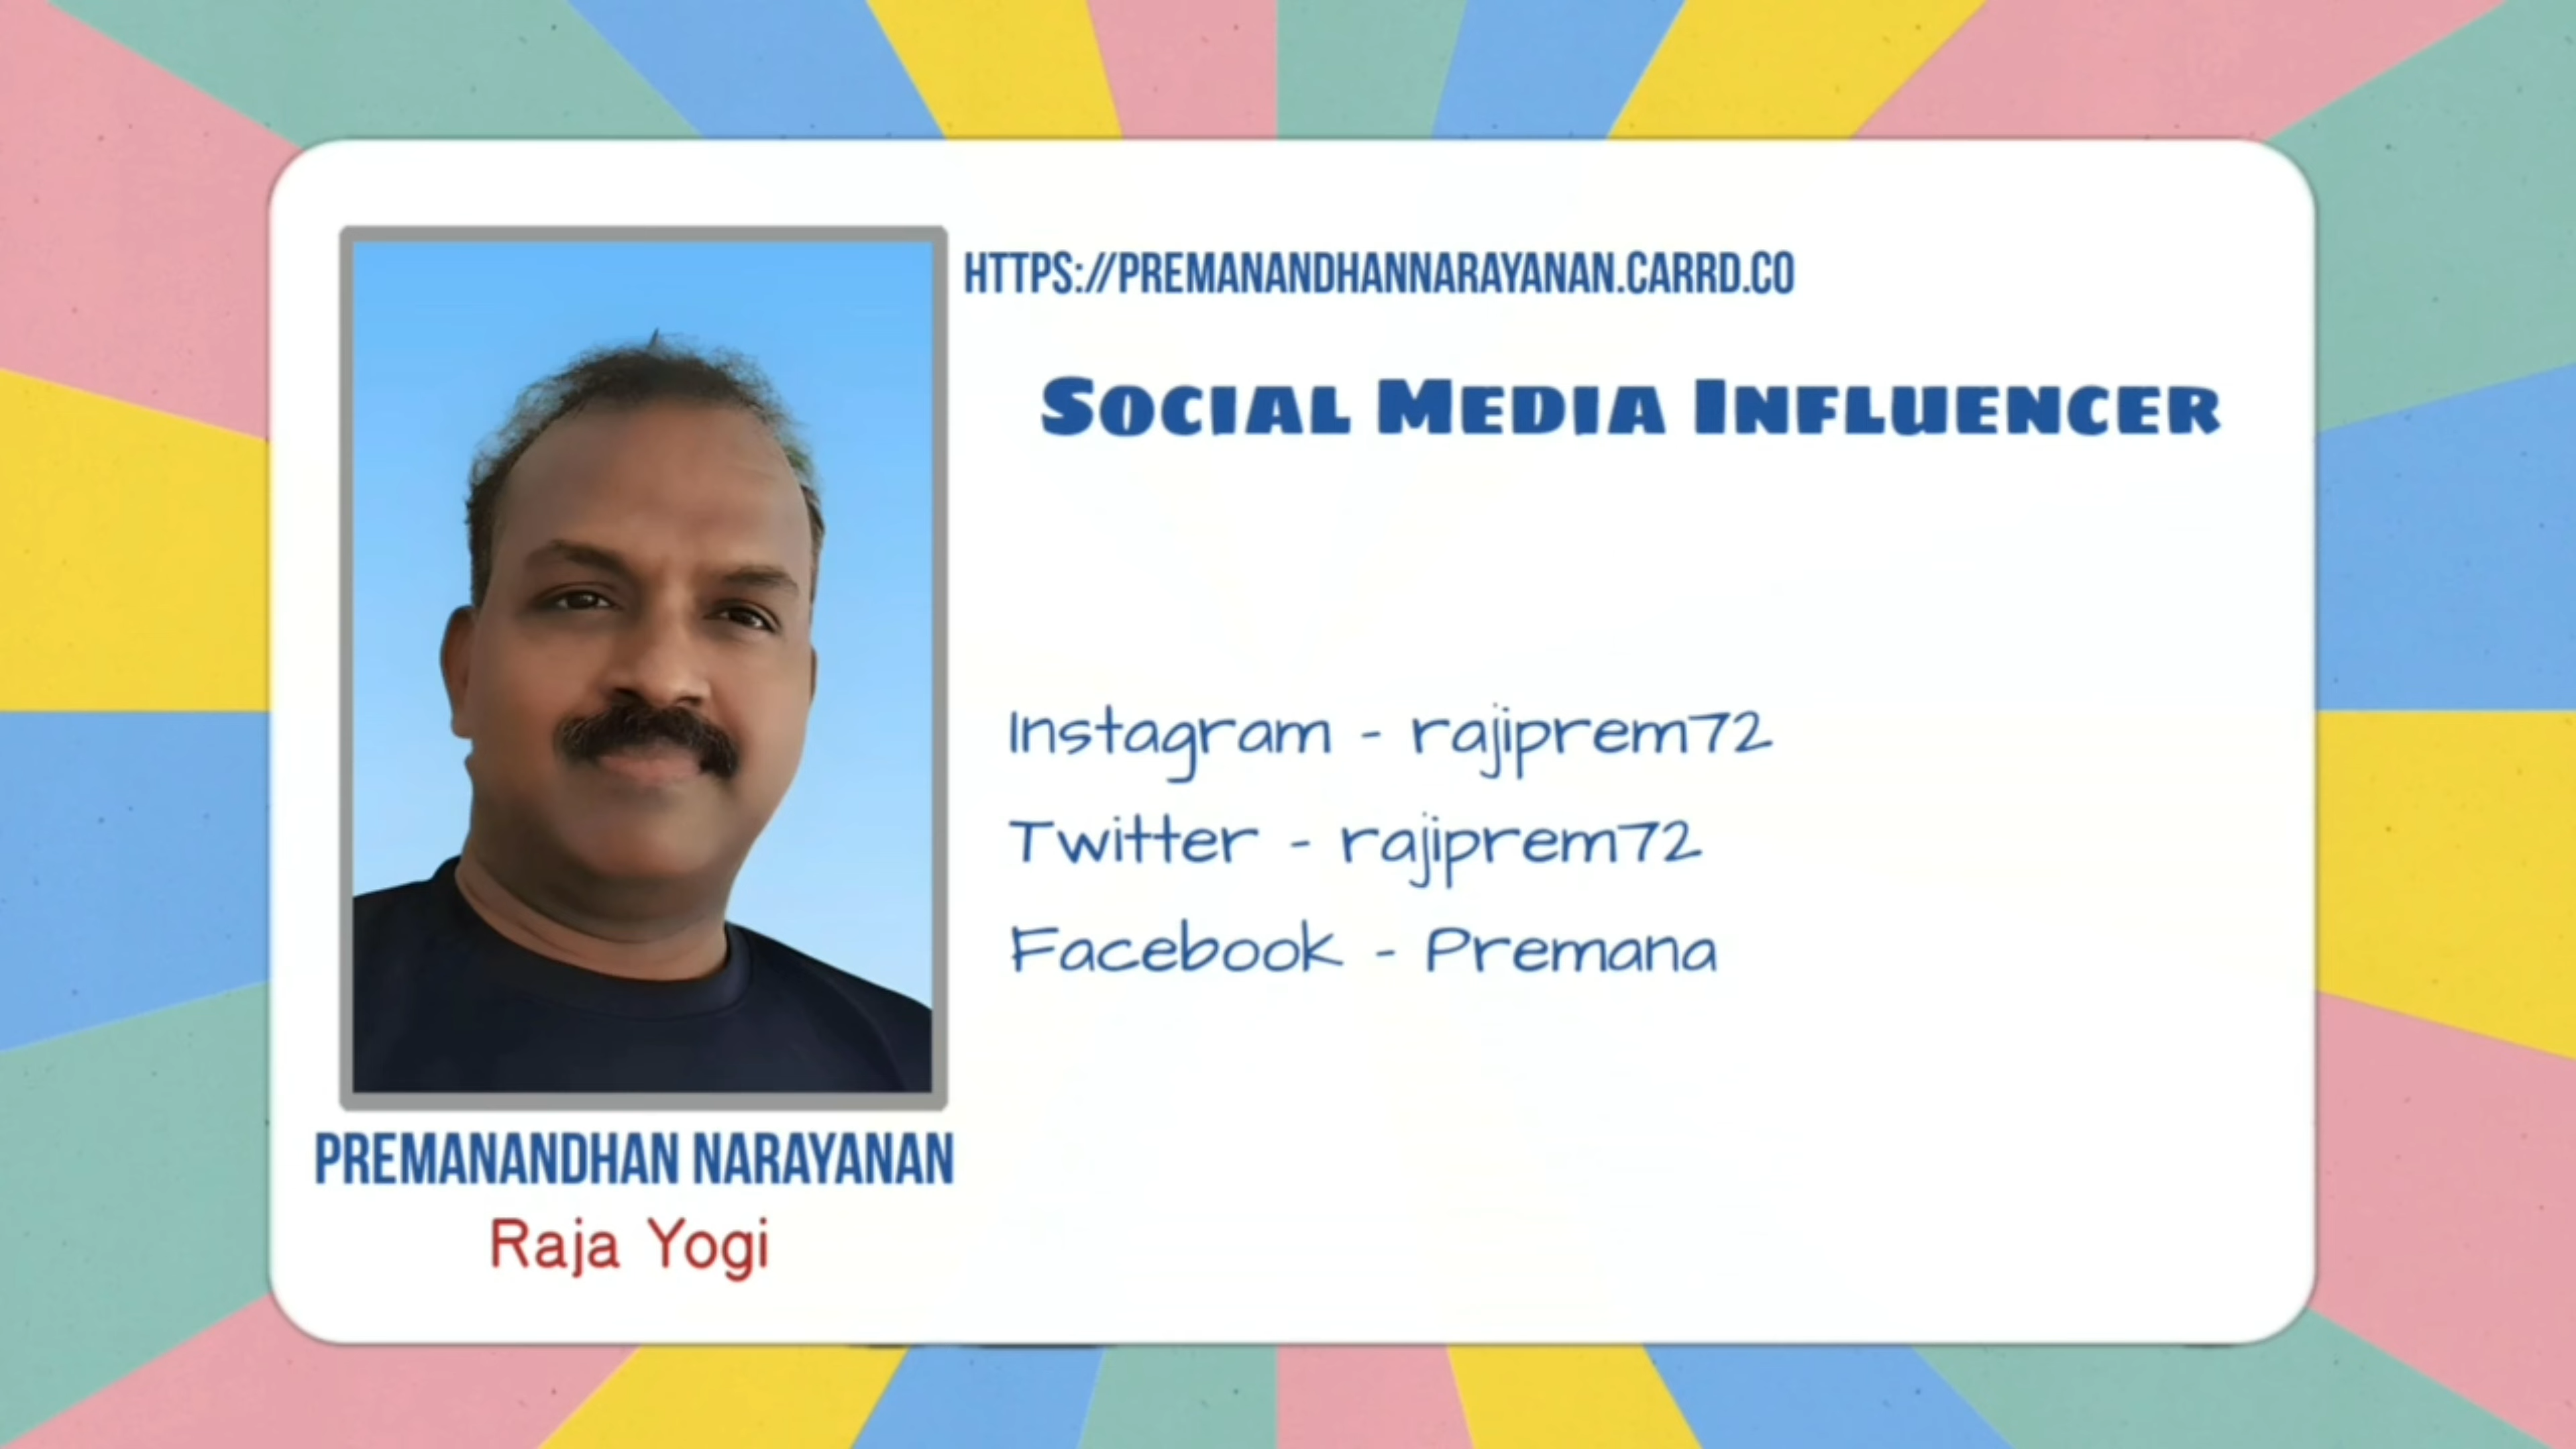 HTTPS://PREMANANDHANNARAYANAN.CARRD.CO
Social Media Influencer
Instagram - rajiprem72
Twitter - rajiprem72
Facebook - Premana
PREMANANDHAN NARAYANAN
Raja Yogi